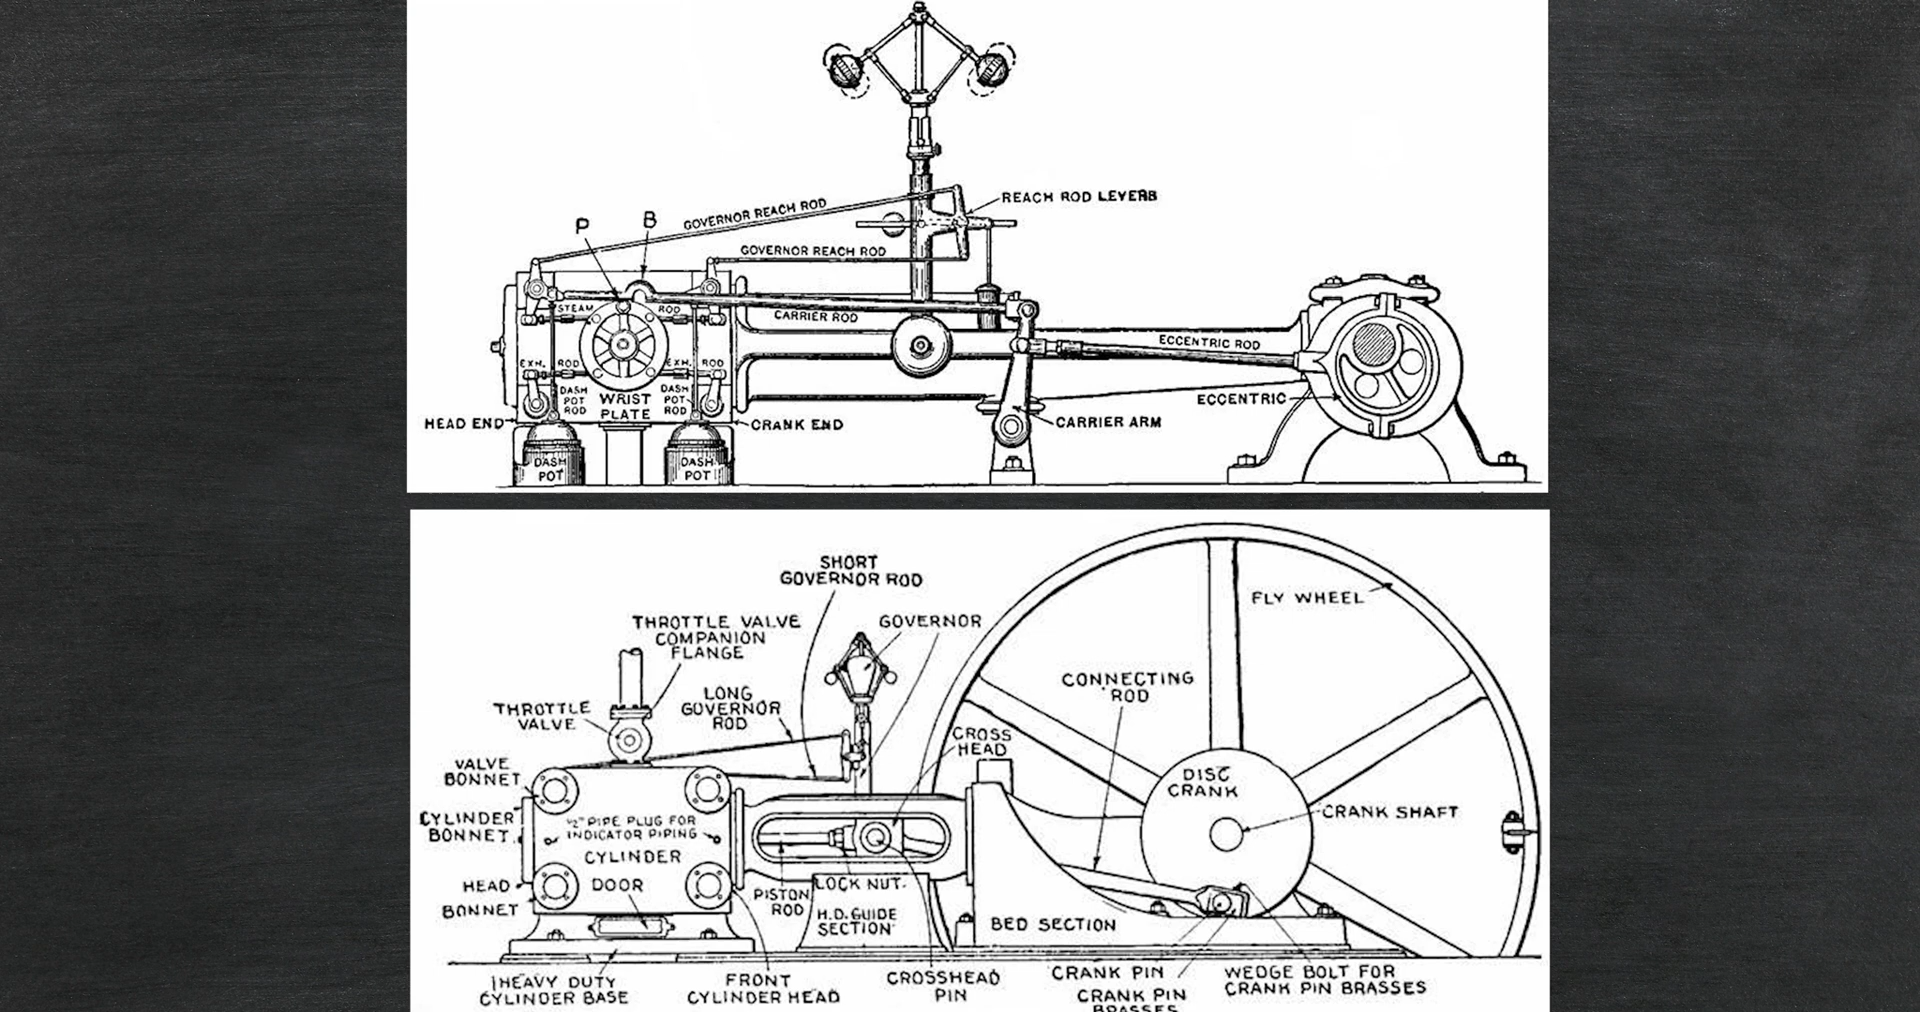 REACH ROD LEVERB
GOVERNOR REACH ROD
P
B
GOVERNOR REACH ROD
STEAM
ROD
CARRIER ROD
ECCENTRIC ROD
EXH.
ROD
EXH.
ROD
DASH
POT
ROD
WRIST
PLATE
DASH
POT
ROD
ECCENTRIC
HEAD END
CRANK END
CARRIER ARM
DASH
POT
DASH
POT
SHORT
GOVERNOR ROD
FLY WHEEL
THROTTLE VALVE
COMPANION
FLANGE
GOVERNOR
CONNECTING
ROD
LONG
GOVERNOR
ROD
THROTTLE
VALVE
CROSS
HEAD
VALVE
BONNET
DISC
CRANK
CRANK SHAFT
CYLINDER
BONNET.
½" PIPE PLUG FOR
INDICATOR PIPING
CYLINDER
HEAD
BONNET
DOOR
PISTON
ROD
LOCK NUT.
H.D. GUIDE
SECTION
BED SECTION
HEAVY DUTY
CYLINDER BASE
FRONT
CYLINDER HEAD
CROSSHEAD
PIN
CRANK PIN
CRANK PIN
BRASSES
WEDGE BOLT FOR
CRANK PIN BRASSES